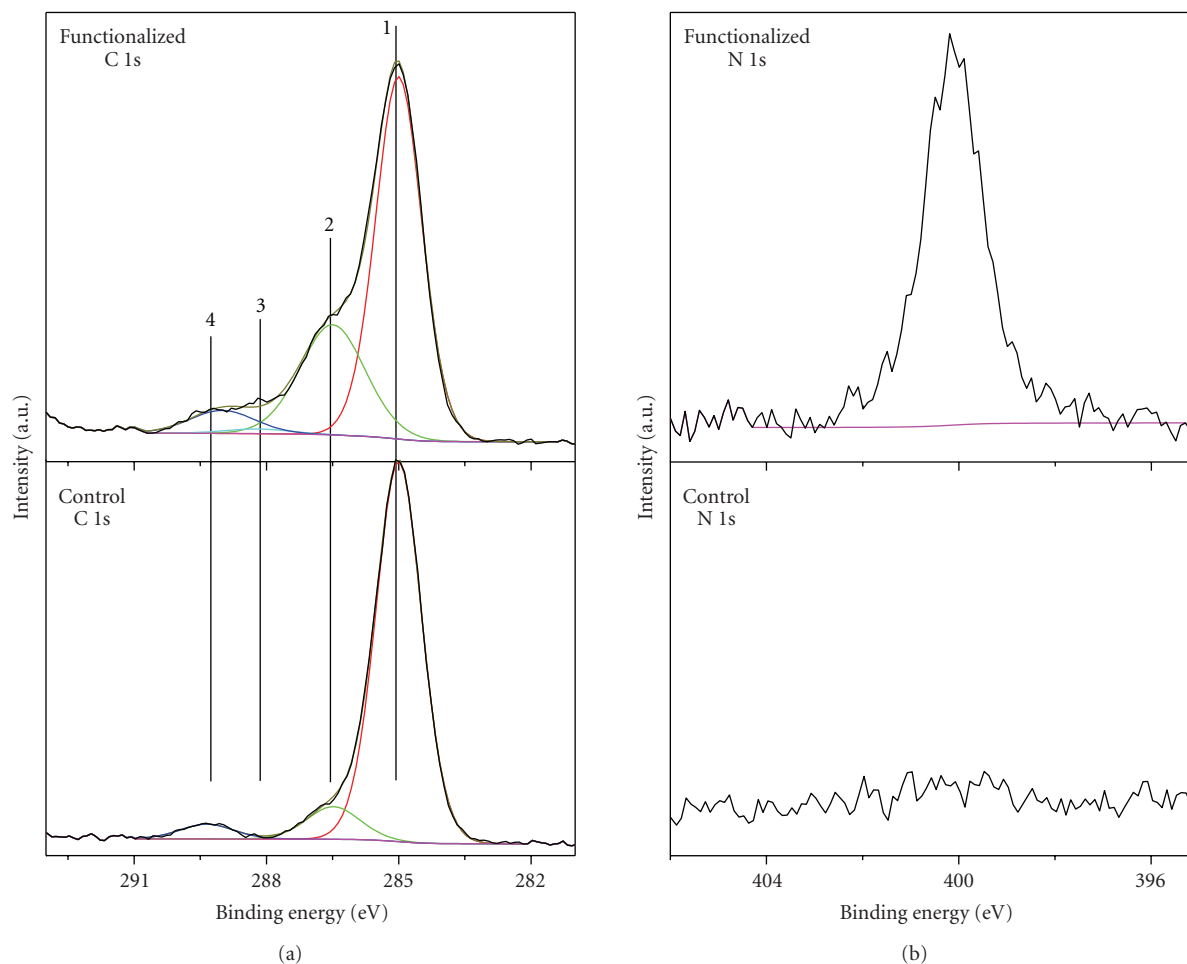 Functionalized
C 1s
1
2
3
4
Control
C 1s
Intensity (a.u.)
291
288
285
282
Binding energy (eV)
(a)
Functionalized
N 1s
Control
N 1s
Intensity (a.u.)
404
400
396
Binding energy (eV)
(b)